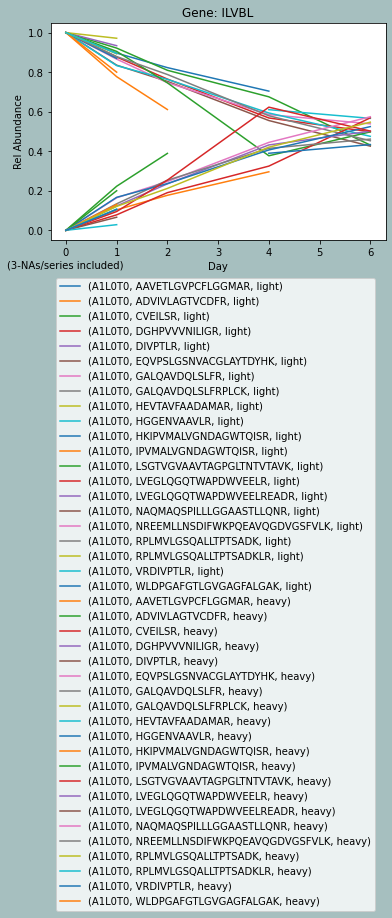 Gene: ILVBL
1.0
0.8
0.6
0.4
0.2
0.0
Rel Abundance
0 1 2 3 4 5 6
(3-NAs/series included)
Day
(A1L0T0, AAVETLGVPCFLGGMAR, light)
(A1L0T0, ADVIVLAGTVCDFR, light)
(A1L0T0, CVEILSR, light)
(A1L0T0, DGHPVVVNILIGR, light)
(A1L0T0, DIVPTLR, light)
(A1L0T0, EQVPSLGSNVACGLAYTDYHK, light)
(A1L0T0, GALQAVDQLSLFR, light)
(A1L0T0, GALQAVDQLSLFRPLCK, light)
(A1L0T0, HEVTAVFAADAMAR, light)
(A1L0T0, HGGENVAAVLR, light)
(A1L0T0, HKIPVMALVGNDAGWTQISR, light)
(A1L0T0, IPVMALVGNDAGWTQISR, light)
(A1L0T0, LSGTVGVAAVTAGPGLTNTVTAVK, light)
(A1L0T0, LVEGLQGQTWAPDWVEELR, light)
(A1L0T0, LVEGLQGQTWAPDWVEELREADR, light)
(A1L0T0, NAQMAQSPILLLGGAASTLLQNR, light)
(A1L0T0, NREEMLLNSDIFWKPQEAVQGDVGSFVLK, light)
(A1L0T0, RPLMVLGSQALLTPTSADK, light)
(A1L0T0, RPLMVLGSQALLTPTSADKLR, light)
(A1L0T0, VRDIVPTLR, light)
(A1L0T0, WLDPGAFGTLGVGAGFALGAK, light)
(A1L0T0, AAVETLGVPCFLGGMAR, heavy)
(A1L0T0, ADVIVLAGTVCDFR, heavy)
(A1L0T0, CVEILSR, heavy)
(A1L0T0, DGHPVVVNILIGR, heavy)
(A1L0T0, DIVPTLR, heavy)
(A1L0T0, EQVPSLGSNVACGLAYTDYHK, heavy)
(A1L0T0, GALQAVDQLSLFR, heavy)
(A1L0T0, GALQAVDQLSLFRPLCK, heavy)
(A1L0T0, HEVTAVFAADAMAR, heavy)
(A1L0T0, HGGENVAAVLR, heavy)
(A1L0T0, HKIPVMALVGNDAGWTQISR, heavy)
(A1L0T0, IPVMALVGNDAGWTQISR, heavy)
(A1L0T0, LSGTVGVAAVTAGPGLTNTVTAVK, heavy)
(A1L0T0, LVEGLQGQTWAPDWVEELR, heavy)
(A1L0T0, LVEGLQGQTWAPDWVEELREADR, heavy)
(A1L0T0, NAQMAQSPILLLGGAASTLLQNR, heavy)
(A1L0T0, NREEMLLNSDIFWKPQEAVQGDVGSFVLK, heavy)
(A1L0T0, RPLMVLGSQALLTPTSADK, heavy)
(A1L0T0, RPLMVLGSQALLTPTSADKLR, heavy)
(A1L0T0, VRDIVPTLR, heavy)
(A1L0T0, WLDPGAFGTLGVGAGFALGAK, heavy)